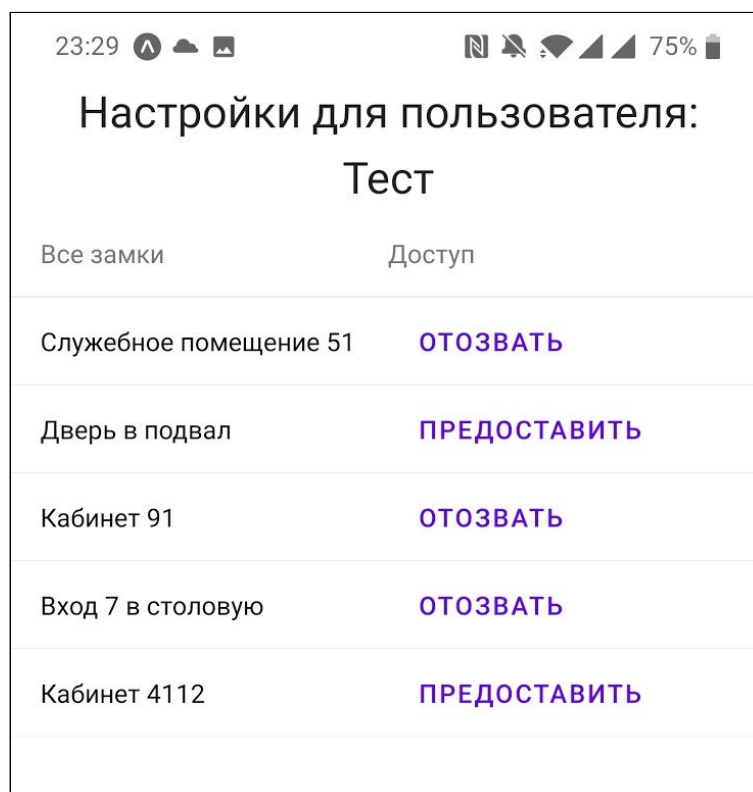 23:29 75%
Настройки для пользователя:
Тест
Все замки Доступ
Служебное помещение 51 ОТОЗВАТЬ
Дверь в подвал ПРЕДОСТАВИТЬ
Кабинет 91 ОТОЗВАТЬ
Вход 7 в столовую ОТОЗВАТЬ
Кабинет 4112 ПРЕДОСТАВИТЬ